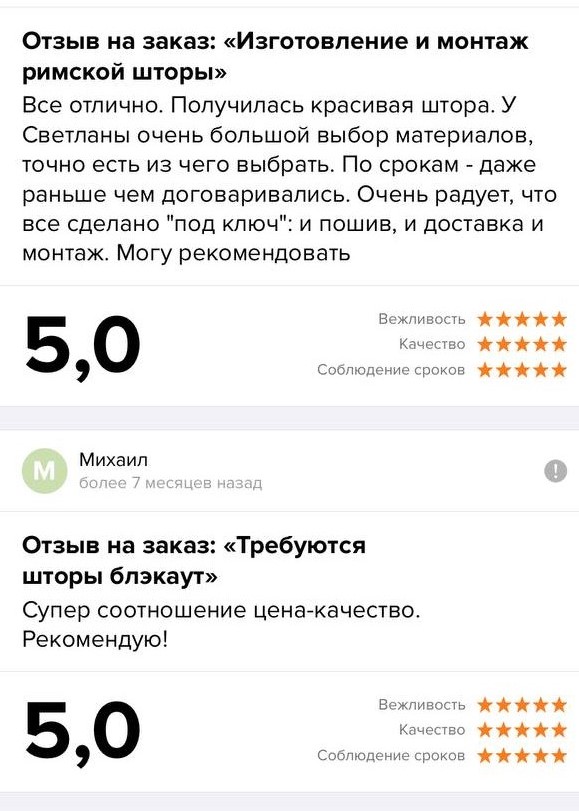 Отзыв на заказ: «Изготовление и монтаж
римской шторы»
Все отлично. Получилась красивая штора. У
Светланы очень большой выбор материалов,
точно есть из чего выбрать. По срокам - даже
раньше чем договаривались. Очень радует, что
все сделано "под ключ": и пошив, и доставка и
монтаж. Могу рекомендовать
5,0
Вежливость
Качество
Соблюдение сроков
М
Михаил
более 7 месяцев назад
!
Отзыв на заказ: «Требуются
шторы блэкаут»
Супер соотношение цена-качество.
Рекомендую!
5,0
Вежливость
Качество
Соблюдение сроков